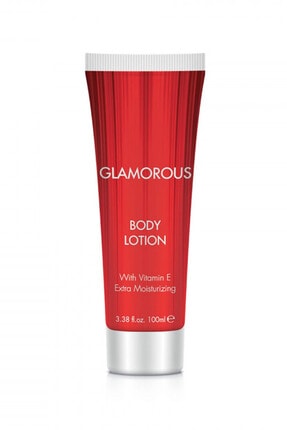 GLAMOROUS
BODY
LOTION
With Vitamin E
Extra Moisturizing
3.38 fl.oz. 100ml ℮